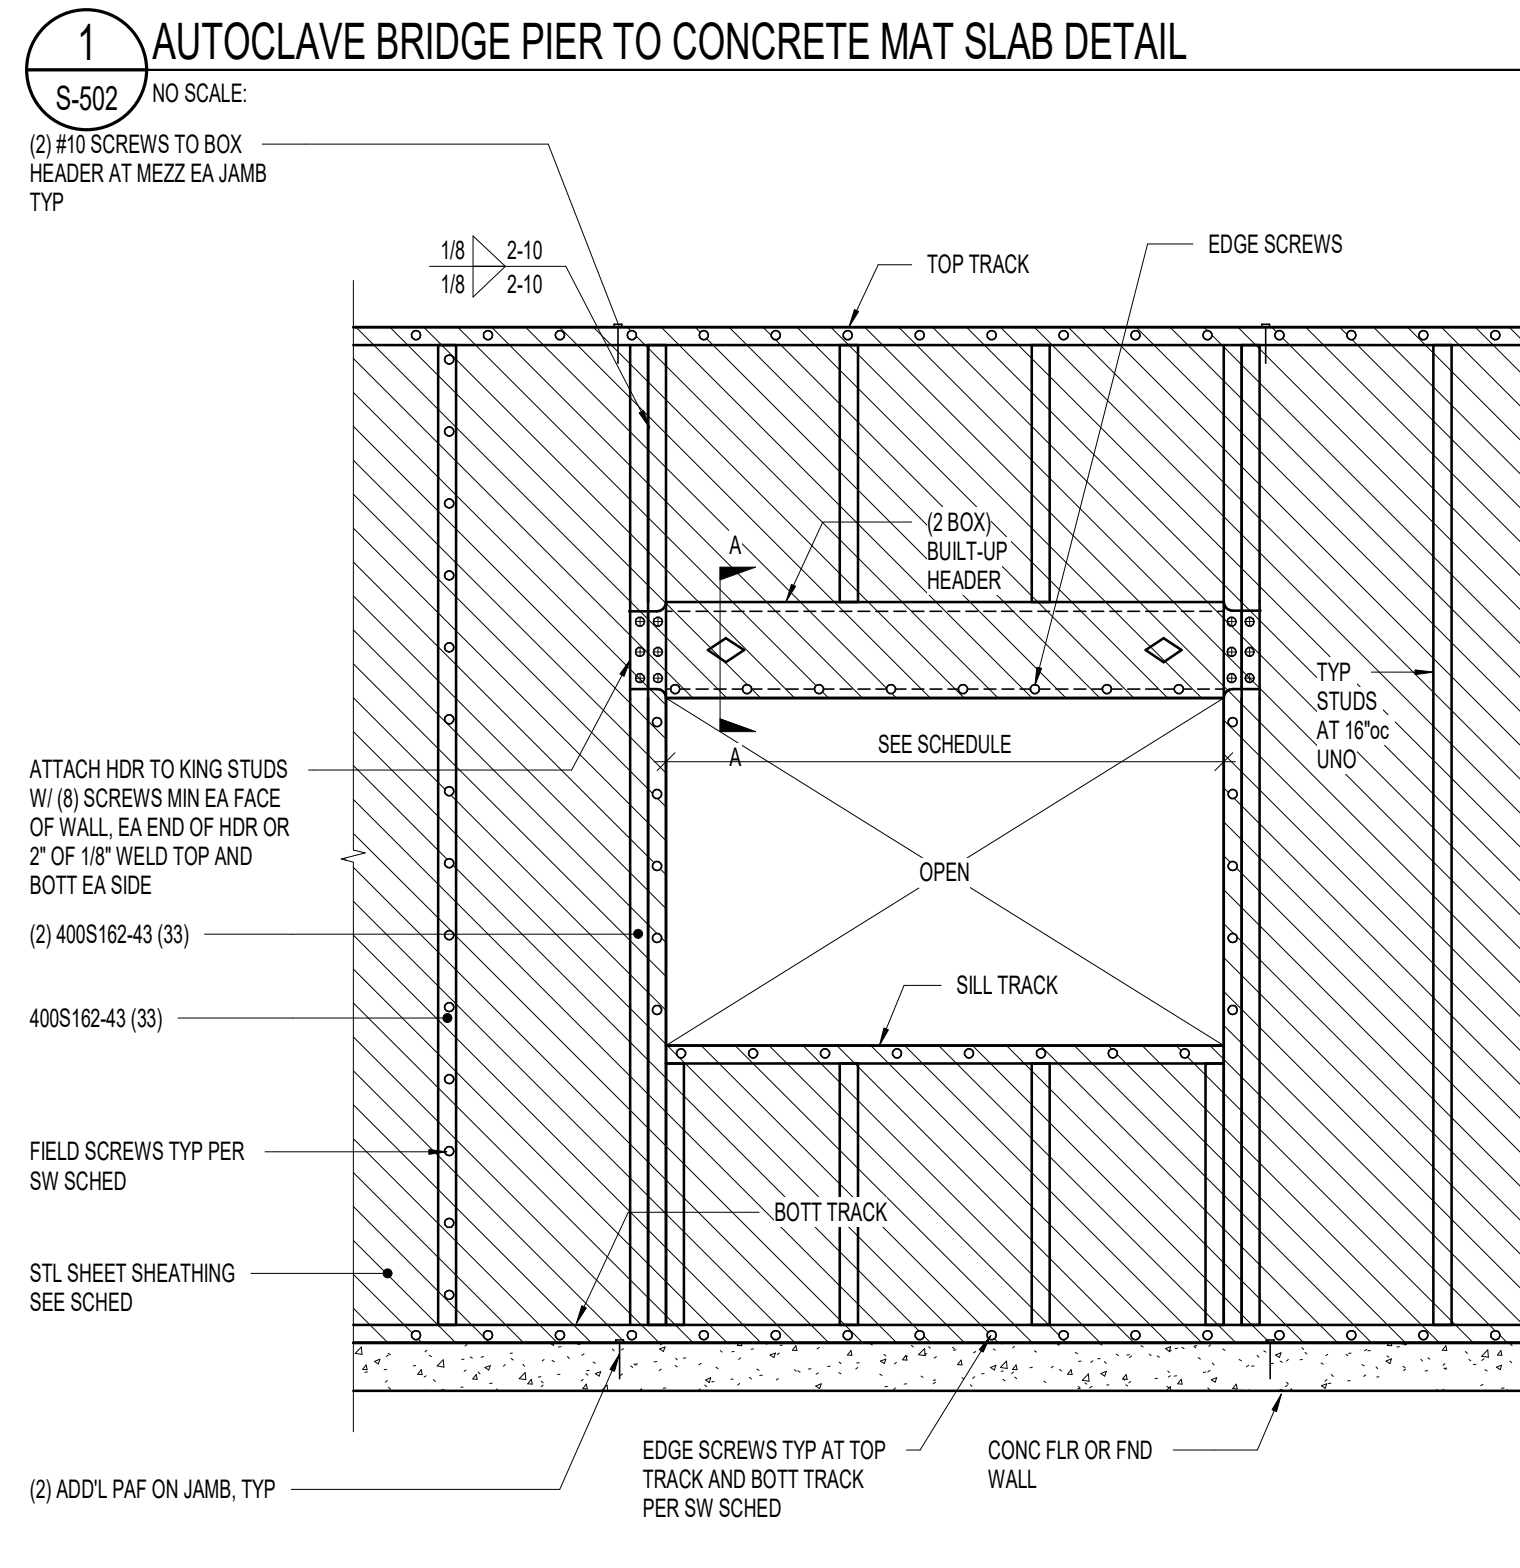 1
AUTOCLAVE BRIDGE PIER TO CONCRETE MAT SLAB DETAIL
S-502
NO SCALE:
(2) #10 SCREWS TO BOX
HEADER AT MEZZ EA JAMB
TYP
1/8 2-10
1/8 2-10
TOP TRACK
EDGE SCREWS
A
(2 BOX)
BUILT-UP
HEADER
A
SEE SCHEDULE
TYP
STUDS
AT 16"oc
UNO
ATTACH HDR TO KING STUDS
W/ (8) SCREWS MIN EA FACE
OF WALL, EA END OF HDR OR
2" OF 1/8" WELD TOP AND
BOTT EA SIDE
OPEN
(2) 400S162-43 (33)
SILL TRACK
400S162-43 (33)
FIELD SCREWS TYP PER
SW SCHED
BOTT TRACK
STL SHEET SHEATHING
SEE SCHED
EDGE SCREWS TYP AT TOP
TRACK AND BOTT TRACK
PER SW SCHED
CONC FLR OR FND
WALL
(2) ADD'L PAF ON JAMB, TYP